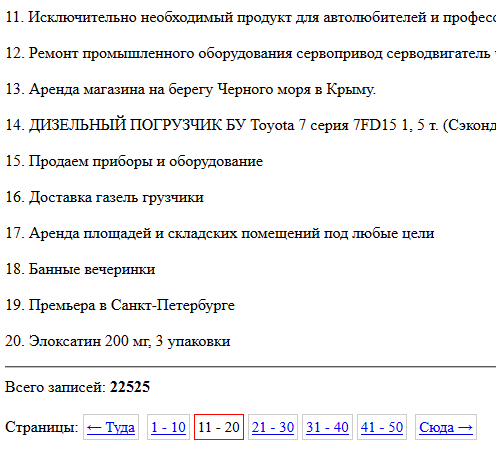 11. Исключительно необходимый продукт для автолюбителей и
12. Ремонт промышленного оборудования сервопривод серводвигатель
13. Аренда магазина на берегу Черного моря в Крыму.
14. ДИЗЕЛЬНЫЙ ПОГРУЗЧИК БУ Toyota 7 серия 7FD15 1, 5 т.
15. Продаем приборы и оборудование
16. Доставка газель грузчики
17. Аренда площадей и складских помещений под любые цели
18. Банные вечеринки
19. Премьера в Санкт-Петербурге
20. Элоксатин 200 мг, 3 упаковки
Всего записей: 22525
Страницы: ← Туда 1 - 10 11 - 20 21 - 30 31 - 40 41 - 50 Сюда →